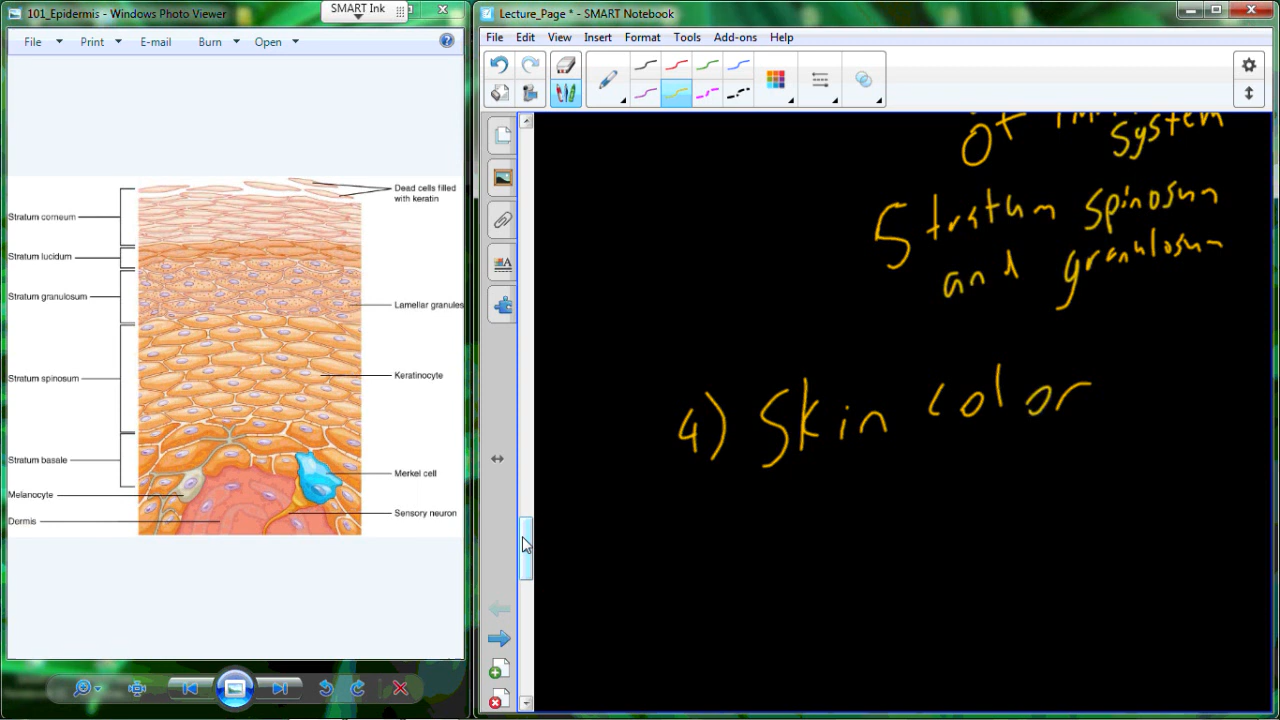 101_Epidermis - Windows Photo Viewer
SMART Ink
File Print E-mail Burn Open
Stratum corneum
Stratum lucidum
Stratum granulosum
Stratum spinosum
Stratum basale
Melanocyte
Dermis
Dead cells filled
with keratin
Lamellar granules
Keratinocyte
Merkel cell
Sensory neuron
Lecture_Page * - SMART Notebook
File Edit View Insert Format Tools Add-ons Help
of
system
Stratum spinosum
and granulosum
4) Skin color